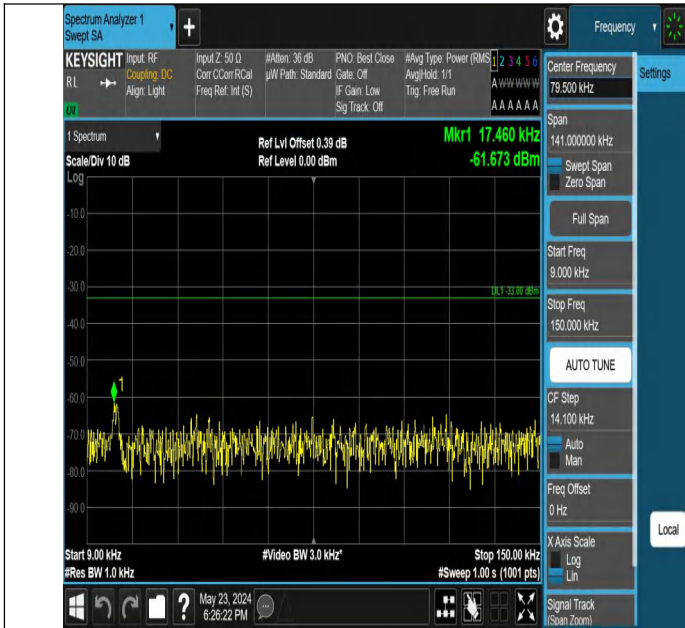 Spectrum Analyzer 1
Swept SA
+
Frequency
KEYSIGHT
RL
Input: RF
Coupling: DC
Align: Light
Input Z: 50 Ω
Corr CCorr RCal
Freq Ref: Int (S)
#Atten: 36 dB
µW Path: Standard
PNO: Best Close
Gate: Off
IF Gain: Low
Sig Track: Off
#Avg Type: Power (RMS
Avg|Hold: 1/1
Trig: Free Run
1 2 3 4 5 6
A W W W W W
A A A A A A
1 Spectrum
Scale/Div 10 dB
Log
Ref Lvl Offset 0.39 dB
Ref Level 0.00 dBm
Mkr1 17.460 kHz
-61.673 dBm
-10.0
-20.0
-30.0
DL1 -33.00 dBm
-40.0
-50.0
-60.0
1
-70.0
-80.0
-90.0
Start 9.00 kHz
#Res BW 1.0 kHz
#Video BW 3.0 kHz*
Stop 150.00 kHz
#Sweep 1.00 s (1001 pts)
Center Frequency
79.500 kHz
Settings
Span
141.000000 kHz
Swept Span
Zero Span
Full Span
Start Freq
9.000 kHz
Stop Freq
150.000 kHz
AUTO TUNE
CF Step
14.100 kHz
Auto
Man
Freq Offset
0 Hz
Local
X Axis Scale
Log
Lin
Signal Track
(Span Zoom)
?
May 23, 2024
6:26:22 PM